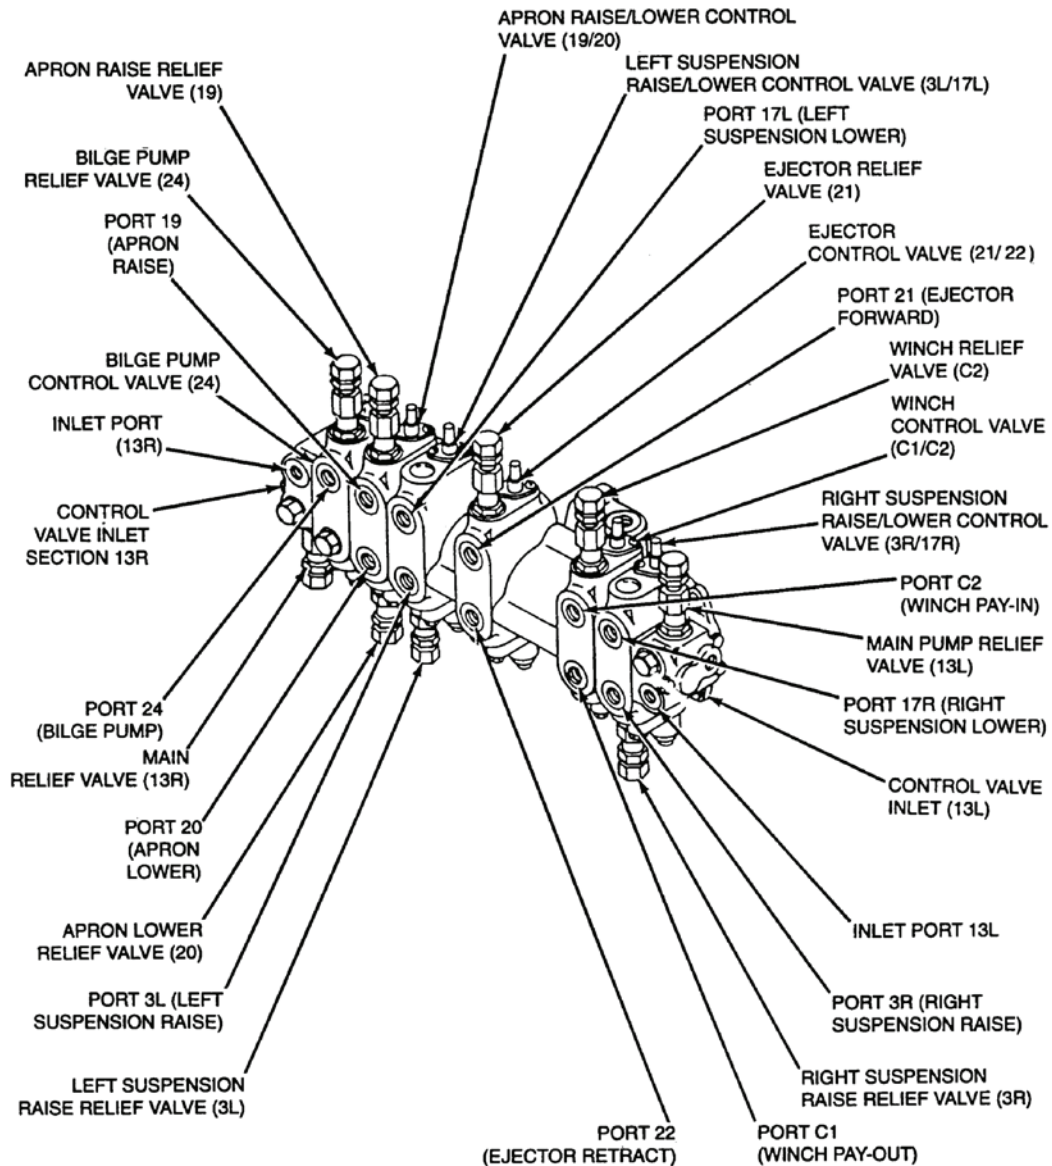 APRON RAISE/LOWER CONTROL
VALVE (19/20)
APRON RAISE RELIEF
VALVE (19)
LEFT SUSPENSION
RAISE/LOWER CONTROL VALVE (3L/17L)
PORT 17L (LEFT
SUSPENSION LOWER)
BILGE PUMP
RELIEF VALVE (24)
EJECTOR RELIEF
VALVE (21)
PORT 19
(APRON
RAISE)
EJECTOR
CONTROL VALVE (21/ 22)
PORT 21 (EJECTOR
FORWARD)
BILGE PUMP
CONTROL VALVE (24)
WINCH RELIEF
VALVE (C2)
WINCH
CONTROL VALVE
(C1/C2)
INLET PORT
(13R)
RIGHT SUSPENSION
RAISE/LOWER CONTROL
VALVE (3R/17R)
CONTROL
VALVE INLET
SECTION 13R
PORT C2
(WINCH PAY-IN)
MAIN PUMP RELIEF
VALVE (13L)
PORT 17R (RIGHT
SUSPENSION LOWER)
PORT 24
(BILGE PUMP)
MAIN
RELIEF VALVE (13R)
CONTROL VALVE
INLET (13L)
PORT 20
(APRON
LOWER)
APRON LOWER
RELIEF VALVE (20)
INLET PORT 13L
PORT 3L (LEFT
SUSPENSION RAISE)
PORT 3R (RIGHT
SUSPENSION RAISE)
LEFT SUSPENSION
RAISE RELIEF VALVE (3L)
RIGHT SUSPENSION
RAISE RELIEF VALVE (3R)
PORT 22
(EJECTOR RETRACT)
PORT C1
(WINCH PAY-OUT)